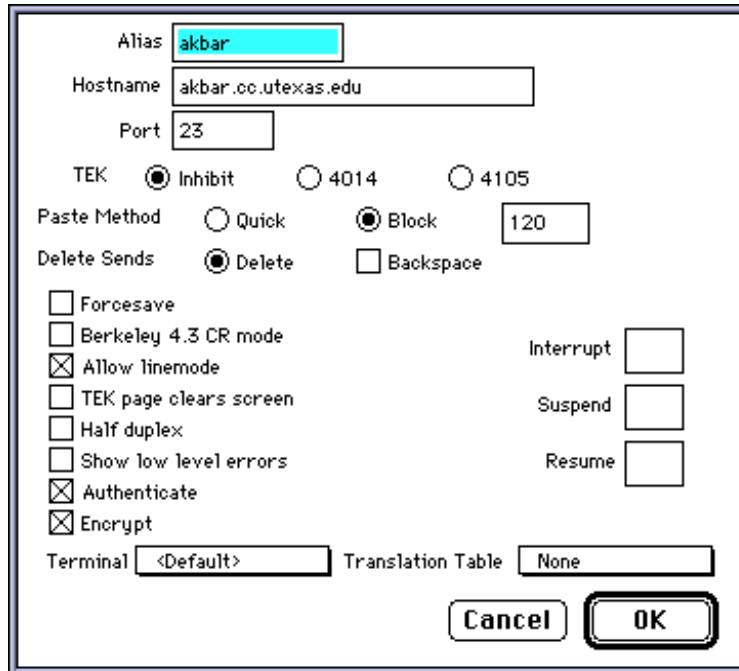 Alias akbar
Hostname akbar.cc.utexas.edu
Port 23
TEK Inhibit 4014 4105
Paste Method Quick Block 120
Delete Sends Delete Backspace
Forcesave
Berkeley 4.3 CR mode
Interrupt
Allow linemode
TEK page clears screen
Suspend
Half duplex
Show low level errors
Resume
Authenticate
Encrypt
Terminal <Default> Translation Table None
Cancel OK